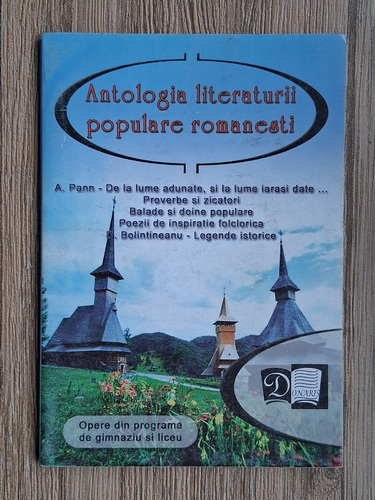 Antologia literaturii
populare romanesti
A. Pann - De la lume adunate, si la lume iarasi date ...
Proverbe si zicatori
Balade si doine populare
Poezii de inspiratie folclorica
D. Bolintineanu - Legende istorice
DONARIS
Opere din programa
de gimnaziu si liceu